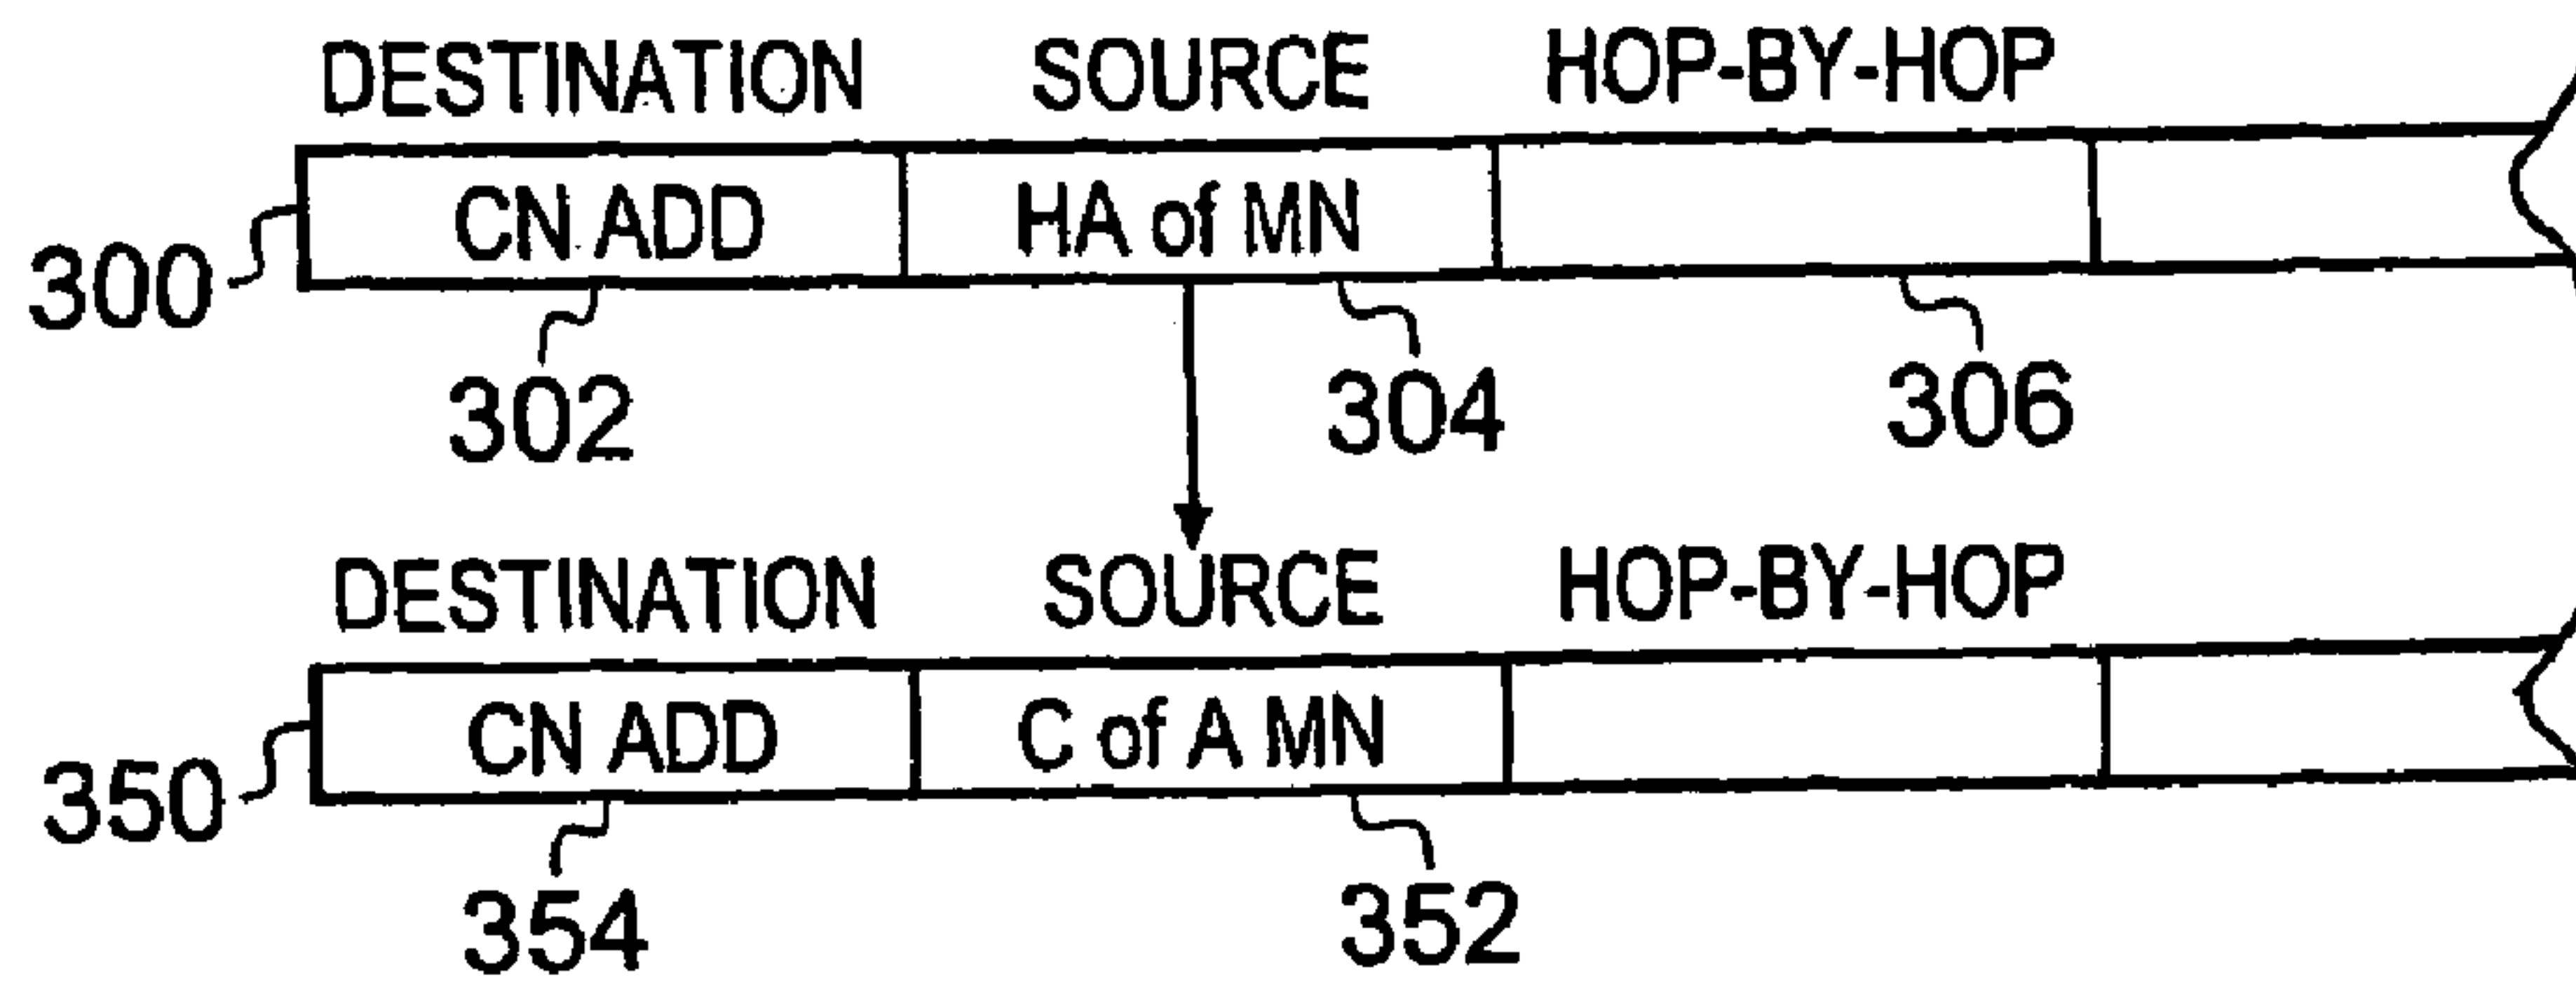 DESTINATION SOURCE HOP-BY-HOP
CN ADD HA of MN
300
302 304 306
DESTINATION SOURCE HOP-BY-HOP
CN ADD C of A MN
350
354 352